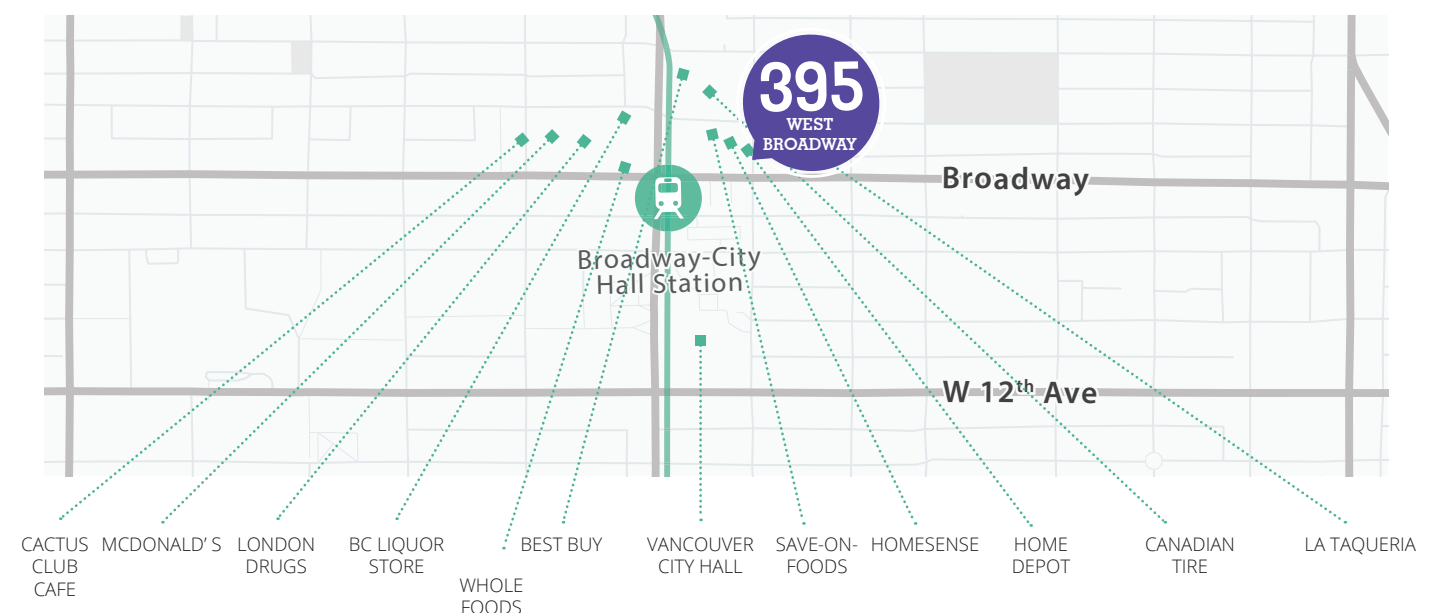 395
WEST
BROADWAY
Broadway
Broadway-City
Hall Station
W 12th Ave
CACTUS
CLUB
CAFE
MCDONALD' S
LONDON
DRUGS
BC LIQUOR
STORE
WHOLE
FOODS
BEST BUY
VANCOUVER
CITY HALL
SAVE-ON-
FOODS
HOMESENSE
HOME
DEPOT
CANADIAN
TIRE
LA TAQUERIA